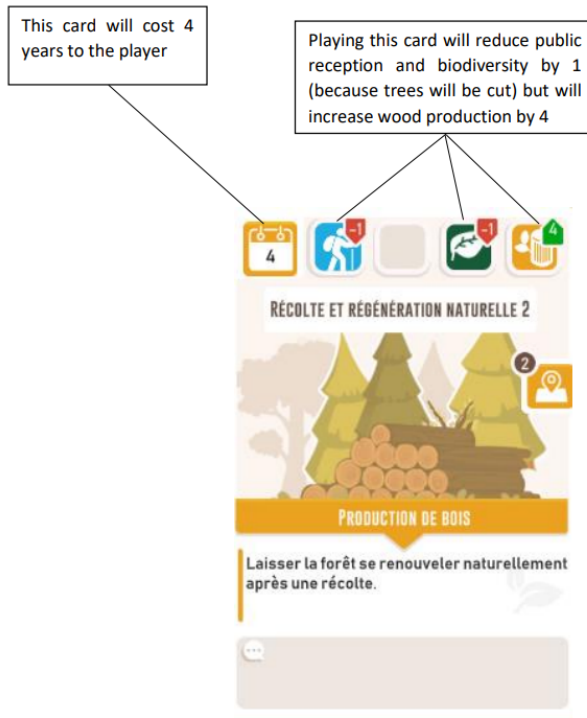 This card will cost 4
years to the player
Playing this card will reduce public
reception and biodiversity by 1
(because trees will be cut) but will
increase wood production by 4
4
-1
-1
4
RÉCOLTE ET RÉGÉNÉRATION NATURELLE 2
2
PRODUCTION DE BOIS
Laisser la forêt se renouveler naturellement
après une récolte.